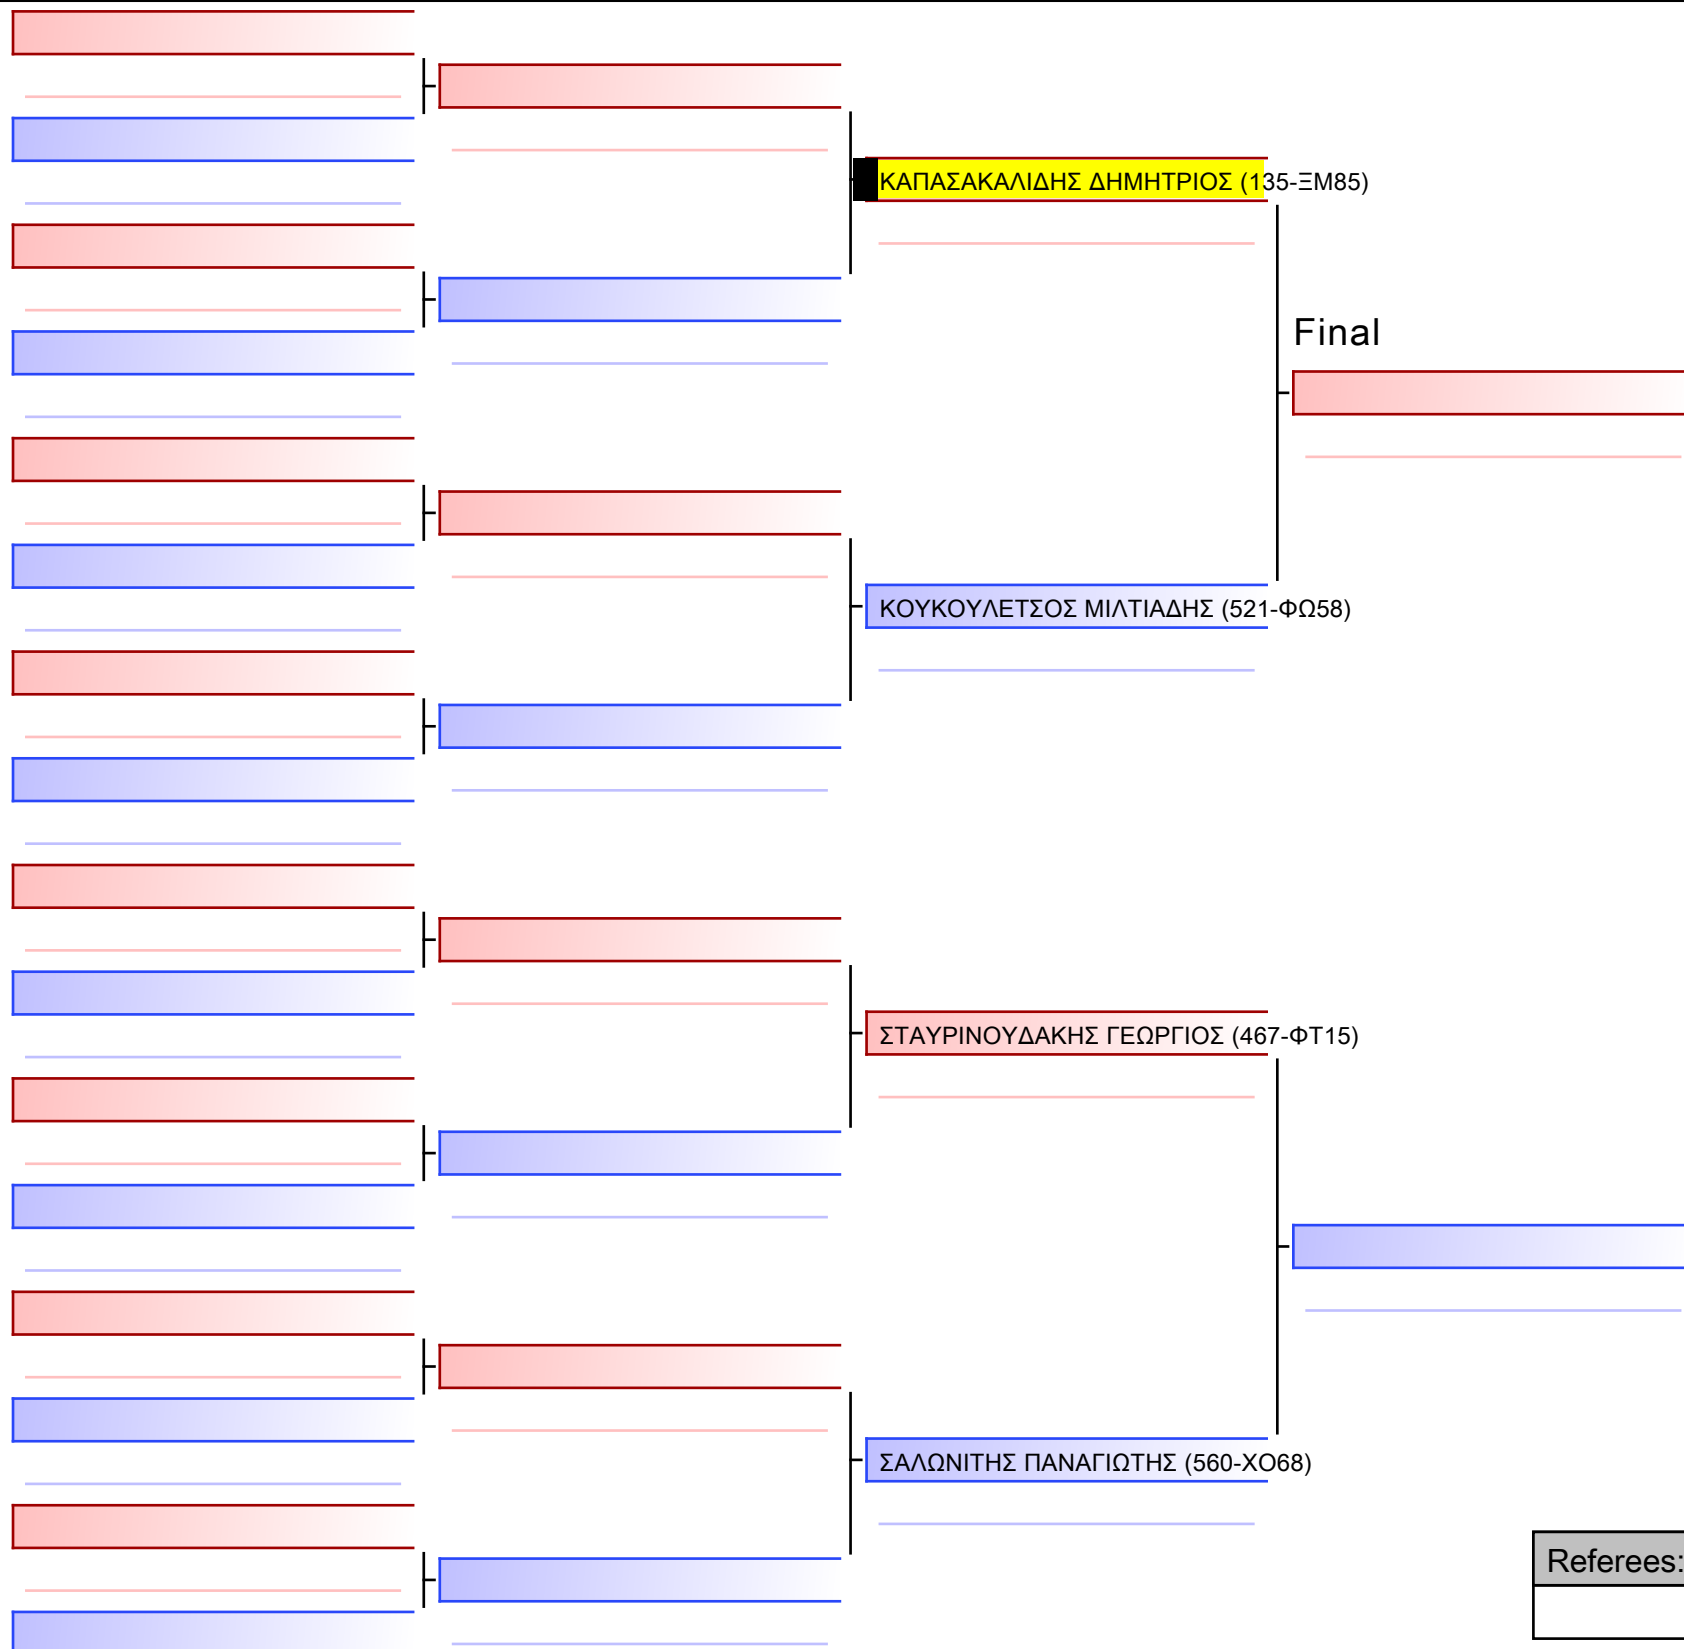 ΚΑΠΑΣΑΚΑΛΙΔΗΣ ΔΗΜΗΤΡΙΟΣ (135-ΞΜ85)
Final
ΚΟΥΚΟΥΛΕΤΣΟΣ ΜΙΛΤΙΑΔΗΣ (521-ΦΩ58)
ΣΤΑΥΡΙΝΟΥΔΑΚΗΣ ΓΕΩΡΓΙΟΣ (467-ΦΤ15)
ΣΑΛΩΝΙΤΗΣ ΠΑΝΑΓΙΩΤΗΣ (560-ΧΟ68)
Referees: